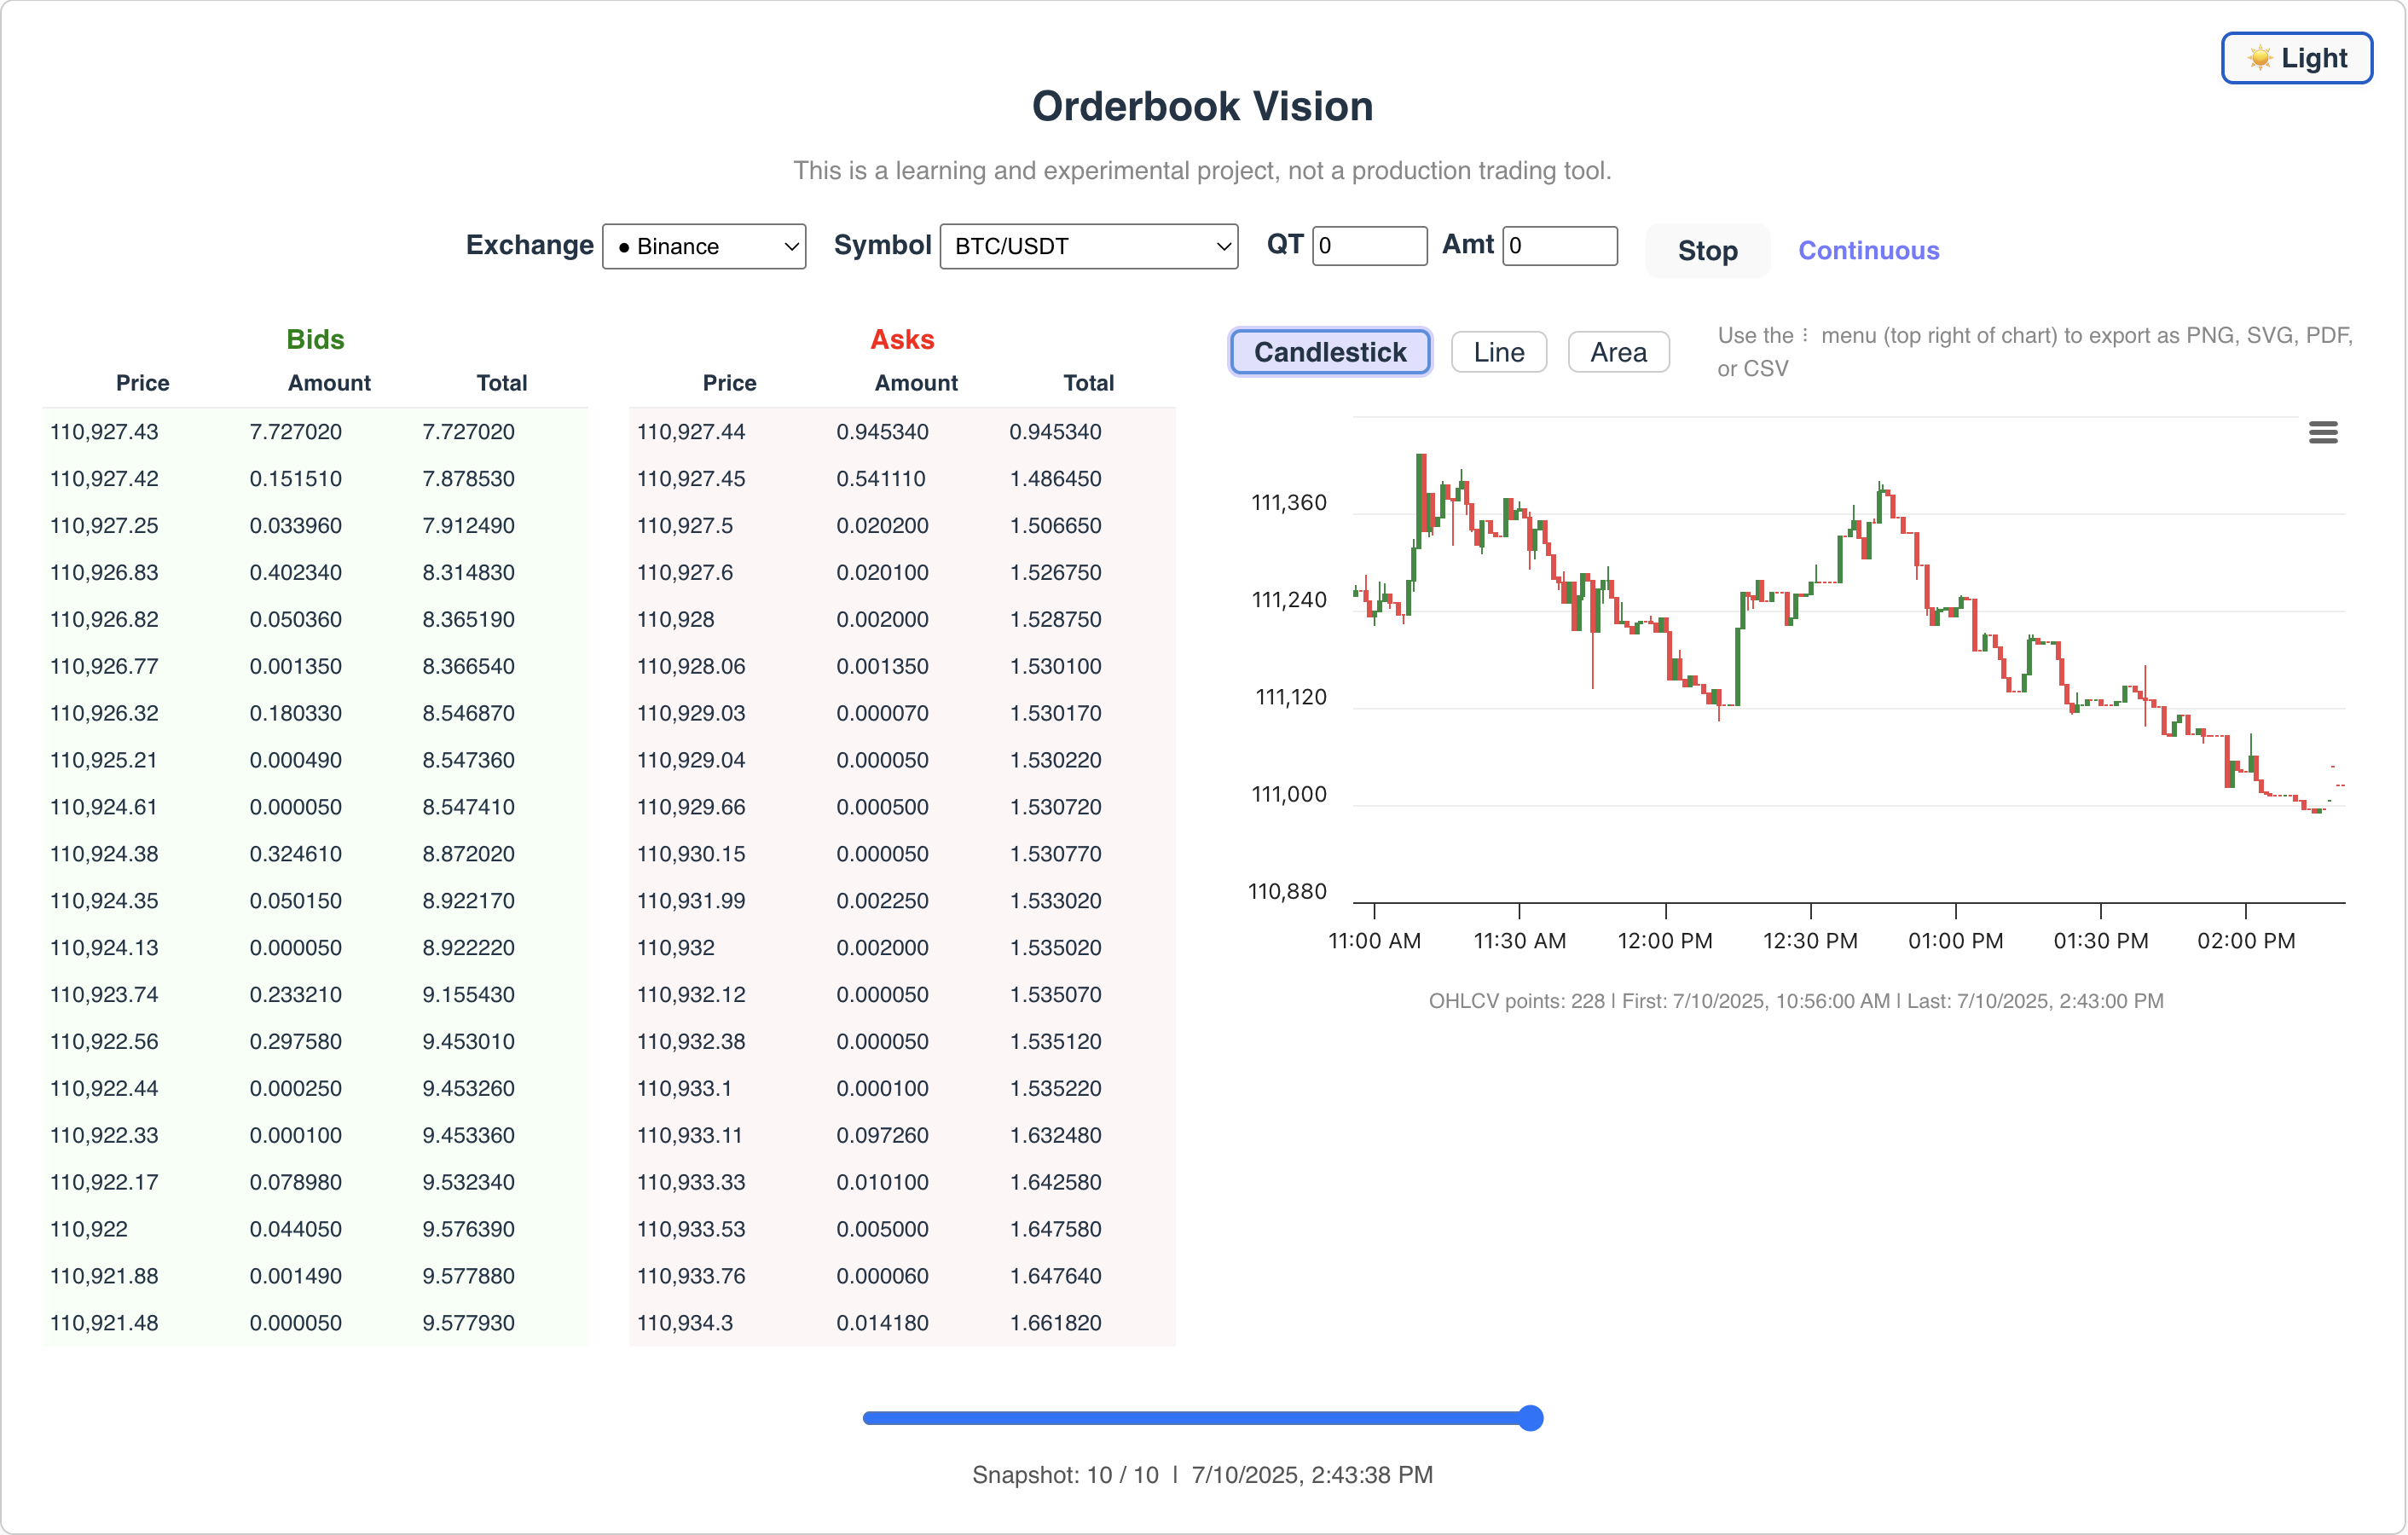 ☀️ Light
Orderbook Vision
This is a learning and experimental project, not a production trading tool.
Exchange ● Binance Symbol BTC/USDT QT 0 Amt 0 Stop Continuous
Bids
Price Amount Total
110,927.43 7.727020 7.727020
110,927.42 0.151510 7.878530
110,927.25 0.033960 7.912490
110,926.83 0.402340 8.314830
110,926.82 0.050360 8.365190
110,926.77 0.001350 8.366540
110,926.32 0.180330 8.546870
110,925.21 0.000490 8.547360
110,924.61 0.000050 8.547410
110,924.38 0.324610 8.872020
110,924.35 0.050150 8.922170
110,924.13 0.000050 8.922220
110,923.74 0.233210 9.155430
110,922.56 0.297580 9.453010
110,922.44 0.000250 9.453260
110,922.33 0.000100 9.453360
110,922.17 0.078980 9.532340
110,922 0.044050 9.576390
110,921.88 0.001490 9.577880
110,921.48 0.000050 9.577930
Asks
Price Amount Total
110,927.44 0.945340 0.945340
110,927.45 0.541110 1.486450
110,927.5 0.020200 1.506650
110,927.6 0.020100 1.526750
110,928 0.002000 1.528750
110,928.06 0.001350 1.530100
110,929.03 0.000070 1.530170
110,929.04 0.000050 1.530220
110,929.66 0.000500 1.530720
110,930.15 0.000050 1.530770
110,931.99 0.002250 1.533020
110,932 0.002000 1.535020
110,932.12 0.000050 1.535070
110,932.38 0.000050 1.535120
110,933.1 0.000100 1.535220
110,933.11 0.097260 1.632480
110,933.33 0.010100 1.642580
110,933.53 0.005000 1.647580
110,933.76 0.000060 1.647640
110,934.3 0.014180 1.661820
Candlestick Line Area
Use the ⋮ menu (top right of chart) to export as PNG, SVG, PDF,
or CSV
111,360
111,240
111,120
111,000
110,880
11:00 AM 11:30 AM 12:00 PM 12:30 PM 01:00 PM 01:30 PM 02:00 PM
OHLCV points: 228 | First: 7/10/2025, 10:56:00 AM | Last: 7/10/2025, 2:43:00 PM
Snapshot: 10 / 10 | 7/10/2025, 2:43:38 PM